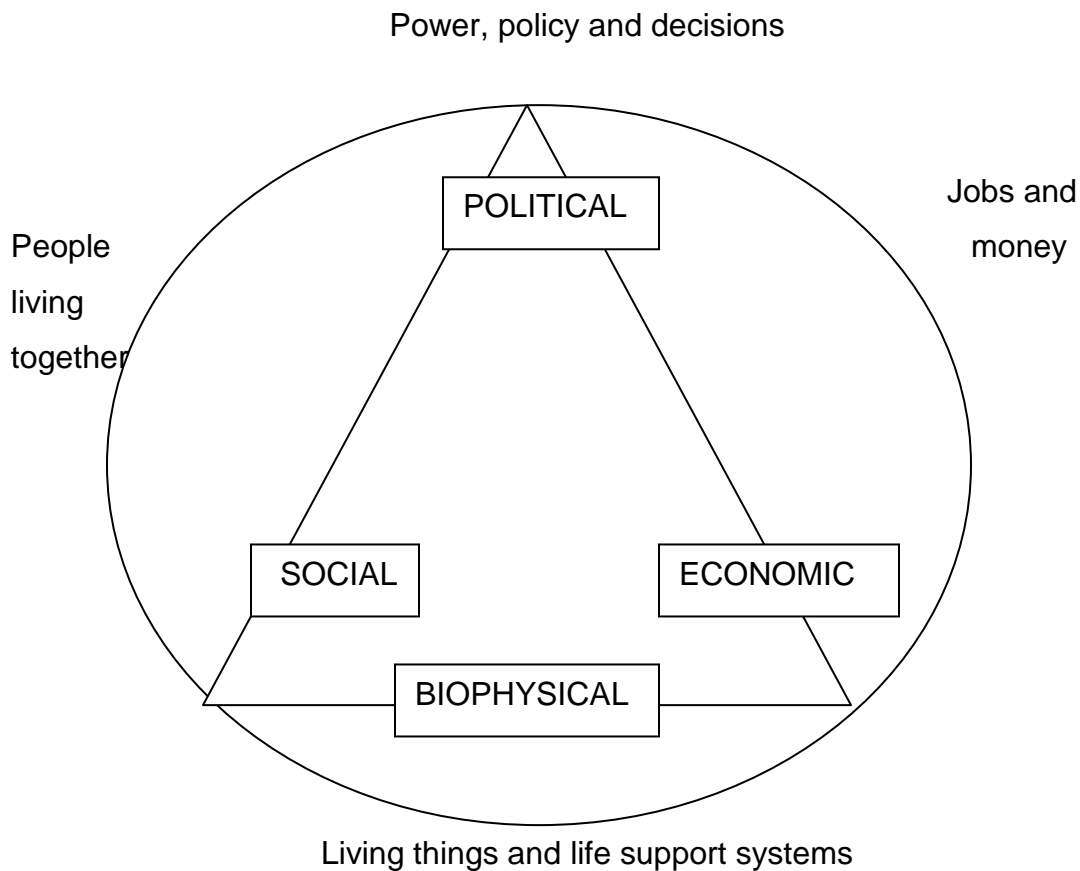 Power, policy and decisions
POLITICAL
Jobs and
money
People
living
together
SOCIAL
ECONOMIC
BIOPHYSICAL
Living things and life support systems